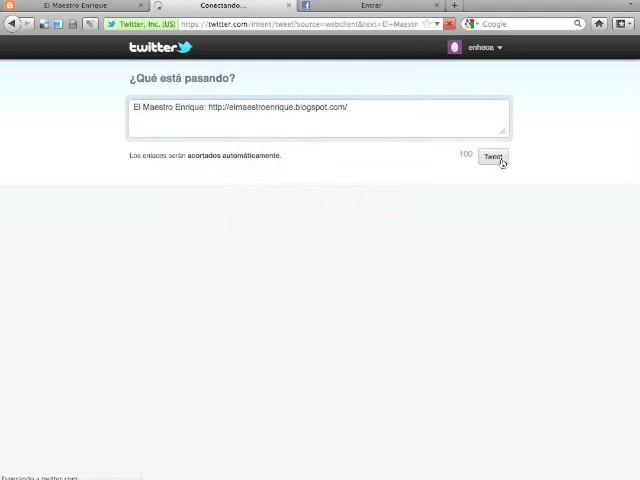 El Maestro Enrique
Conectando...
Entrar
Twitter, Inc. (US)
https://twitter.com/intent/tweet?source=webclient&text=El+Maestr
Google
twitter
enheca
¿Qué está pasando?
El Maestro Enrique: http://elmaestroenrique.blogspot.com/
Los enlaces serán acortados automáticamente.
100
Tweet
Esperando a twitter.com